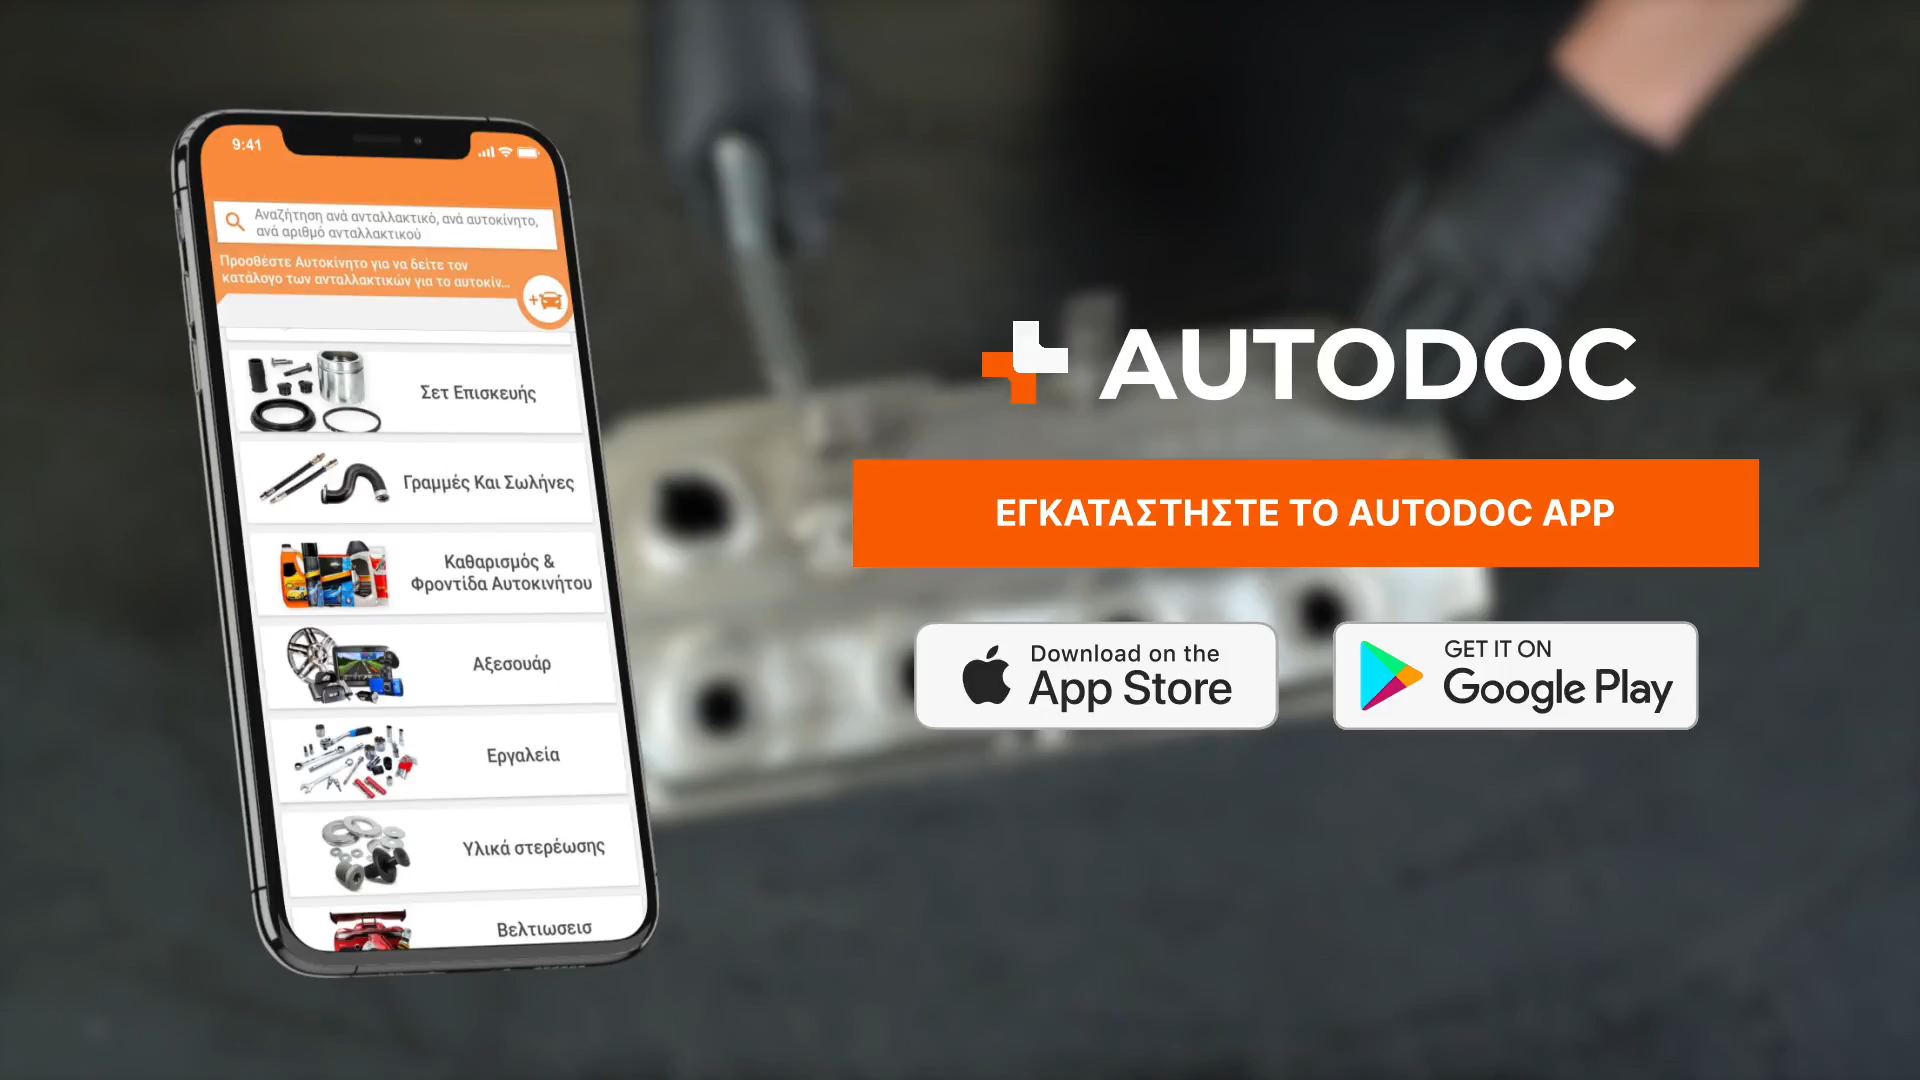 9:41
Αναζήτηση ανά ανταλλακτικό, ανά αυτοκίνητο,
ανά αριθμό ανταλλακτικού
Προσθέστε Αυτοκίνητο για να δείτε τον
κατάλογο των ανταλλακτικών για το αυτοκίν...
Σετ Επισκευής
Γραμμές Και Σωλήνες
Καθαρισμός &
Φροντίδα Αυτοκινήτου
Αξεσουάρ
Εργαλεία
Υλικά στερέωσης
Βελτιωσεισ
AUTODOC
ΕΓΚΑΤΑΣΤΗΣΤΕ ΤΟ AUTODOC APP
Download on the
App Store
GET IT ON
Google Play